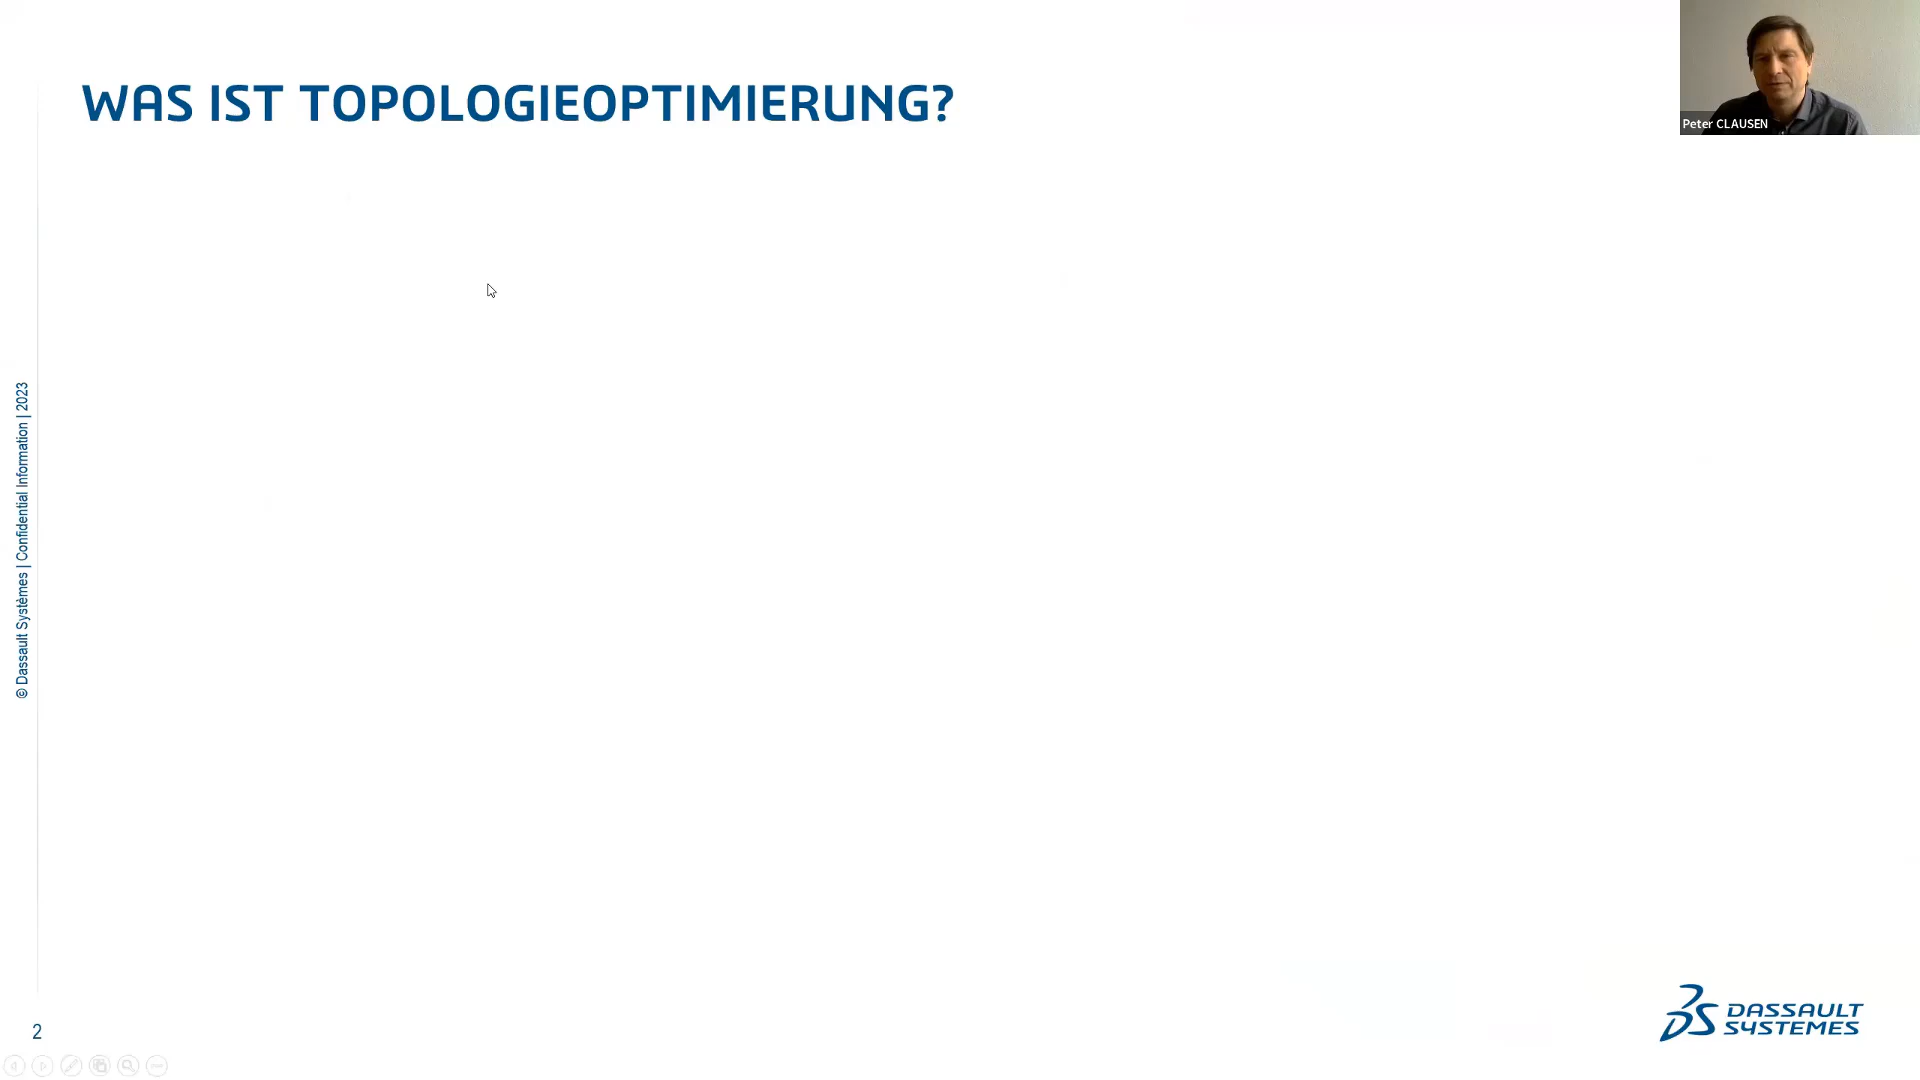 WAS IST TOPOLOGIEOPTIMIERUNG?
Peter CLAUSEN
© Dassault Systèmes | Confidential Information | 2023
2
DASSAULT
SYSTEMES